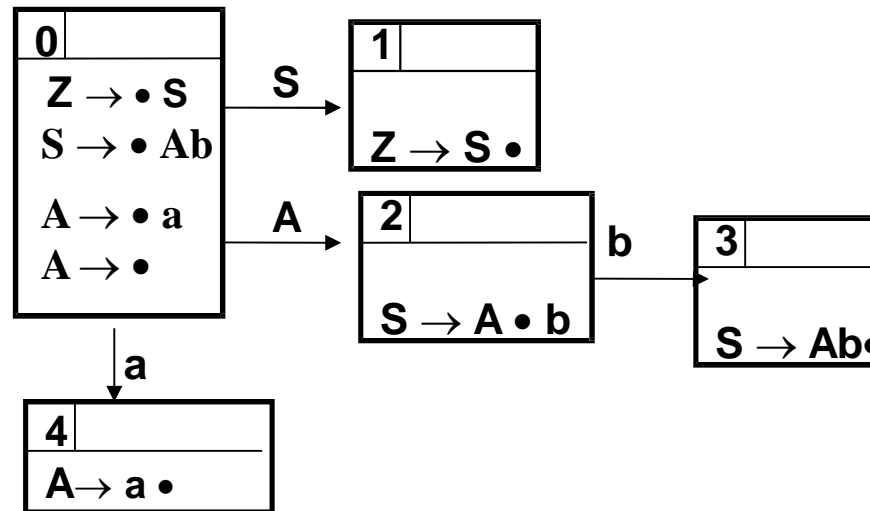 0
Z → • S
S → • Ab
A → • a
A → •
S
1
Z → S •
A
2
S → A • b
b
3
S → Ab•
a
4
A→ a •